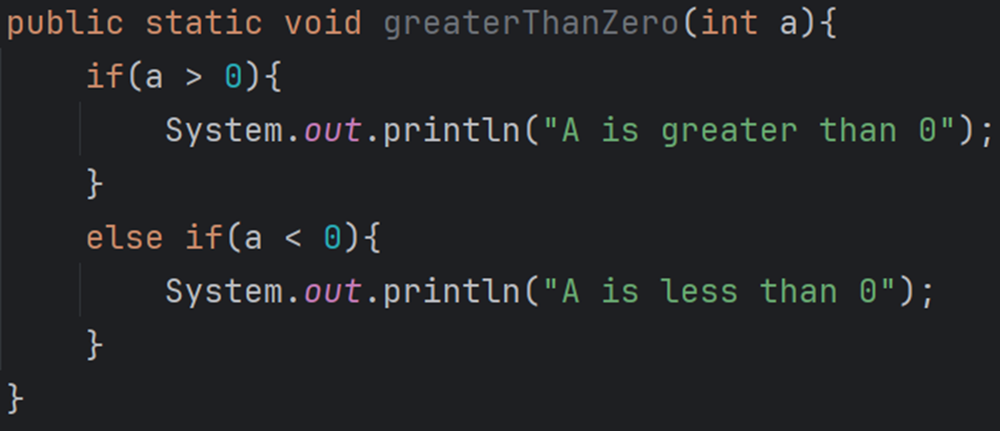 public static void greaterThanZero(int a){
    if(a > 0){
        System.out.println("A is greater than 0");
    }
    else if(a < 0){
        System.out.println("A is less than 0");
    }
}